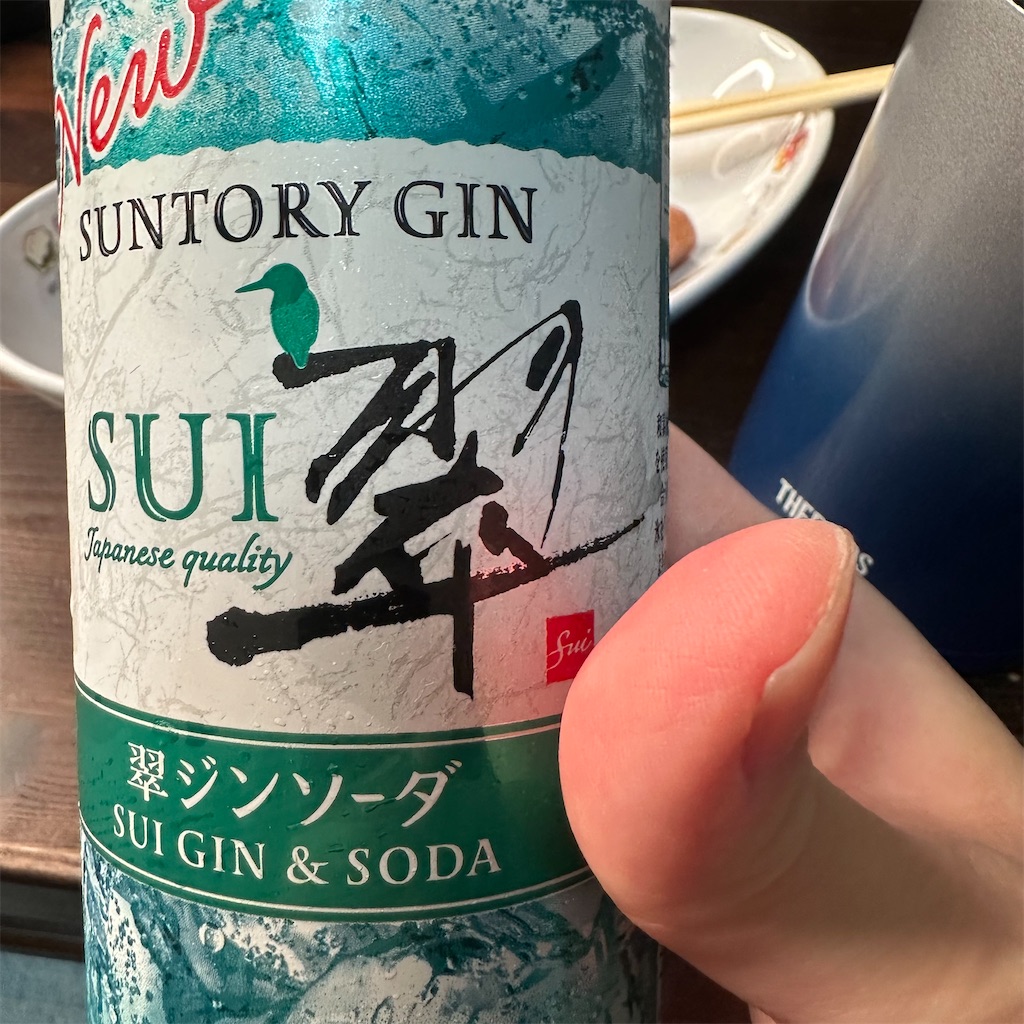 New
SUNTORY GIN
SUI
翠
Japanese quality
Sui
翠ジンソーダ
SUI GIN & SODA